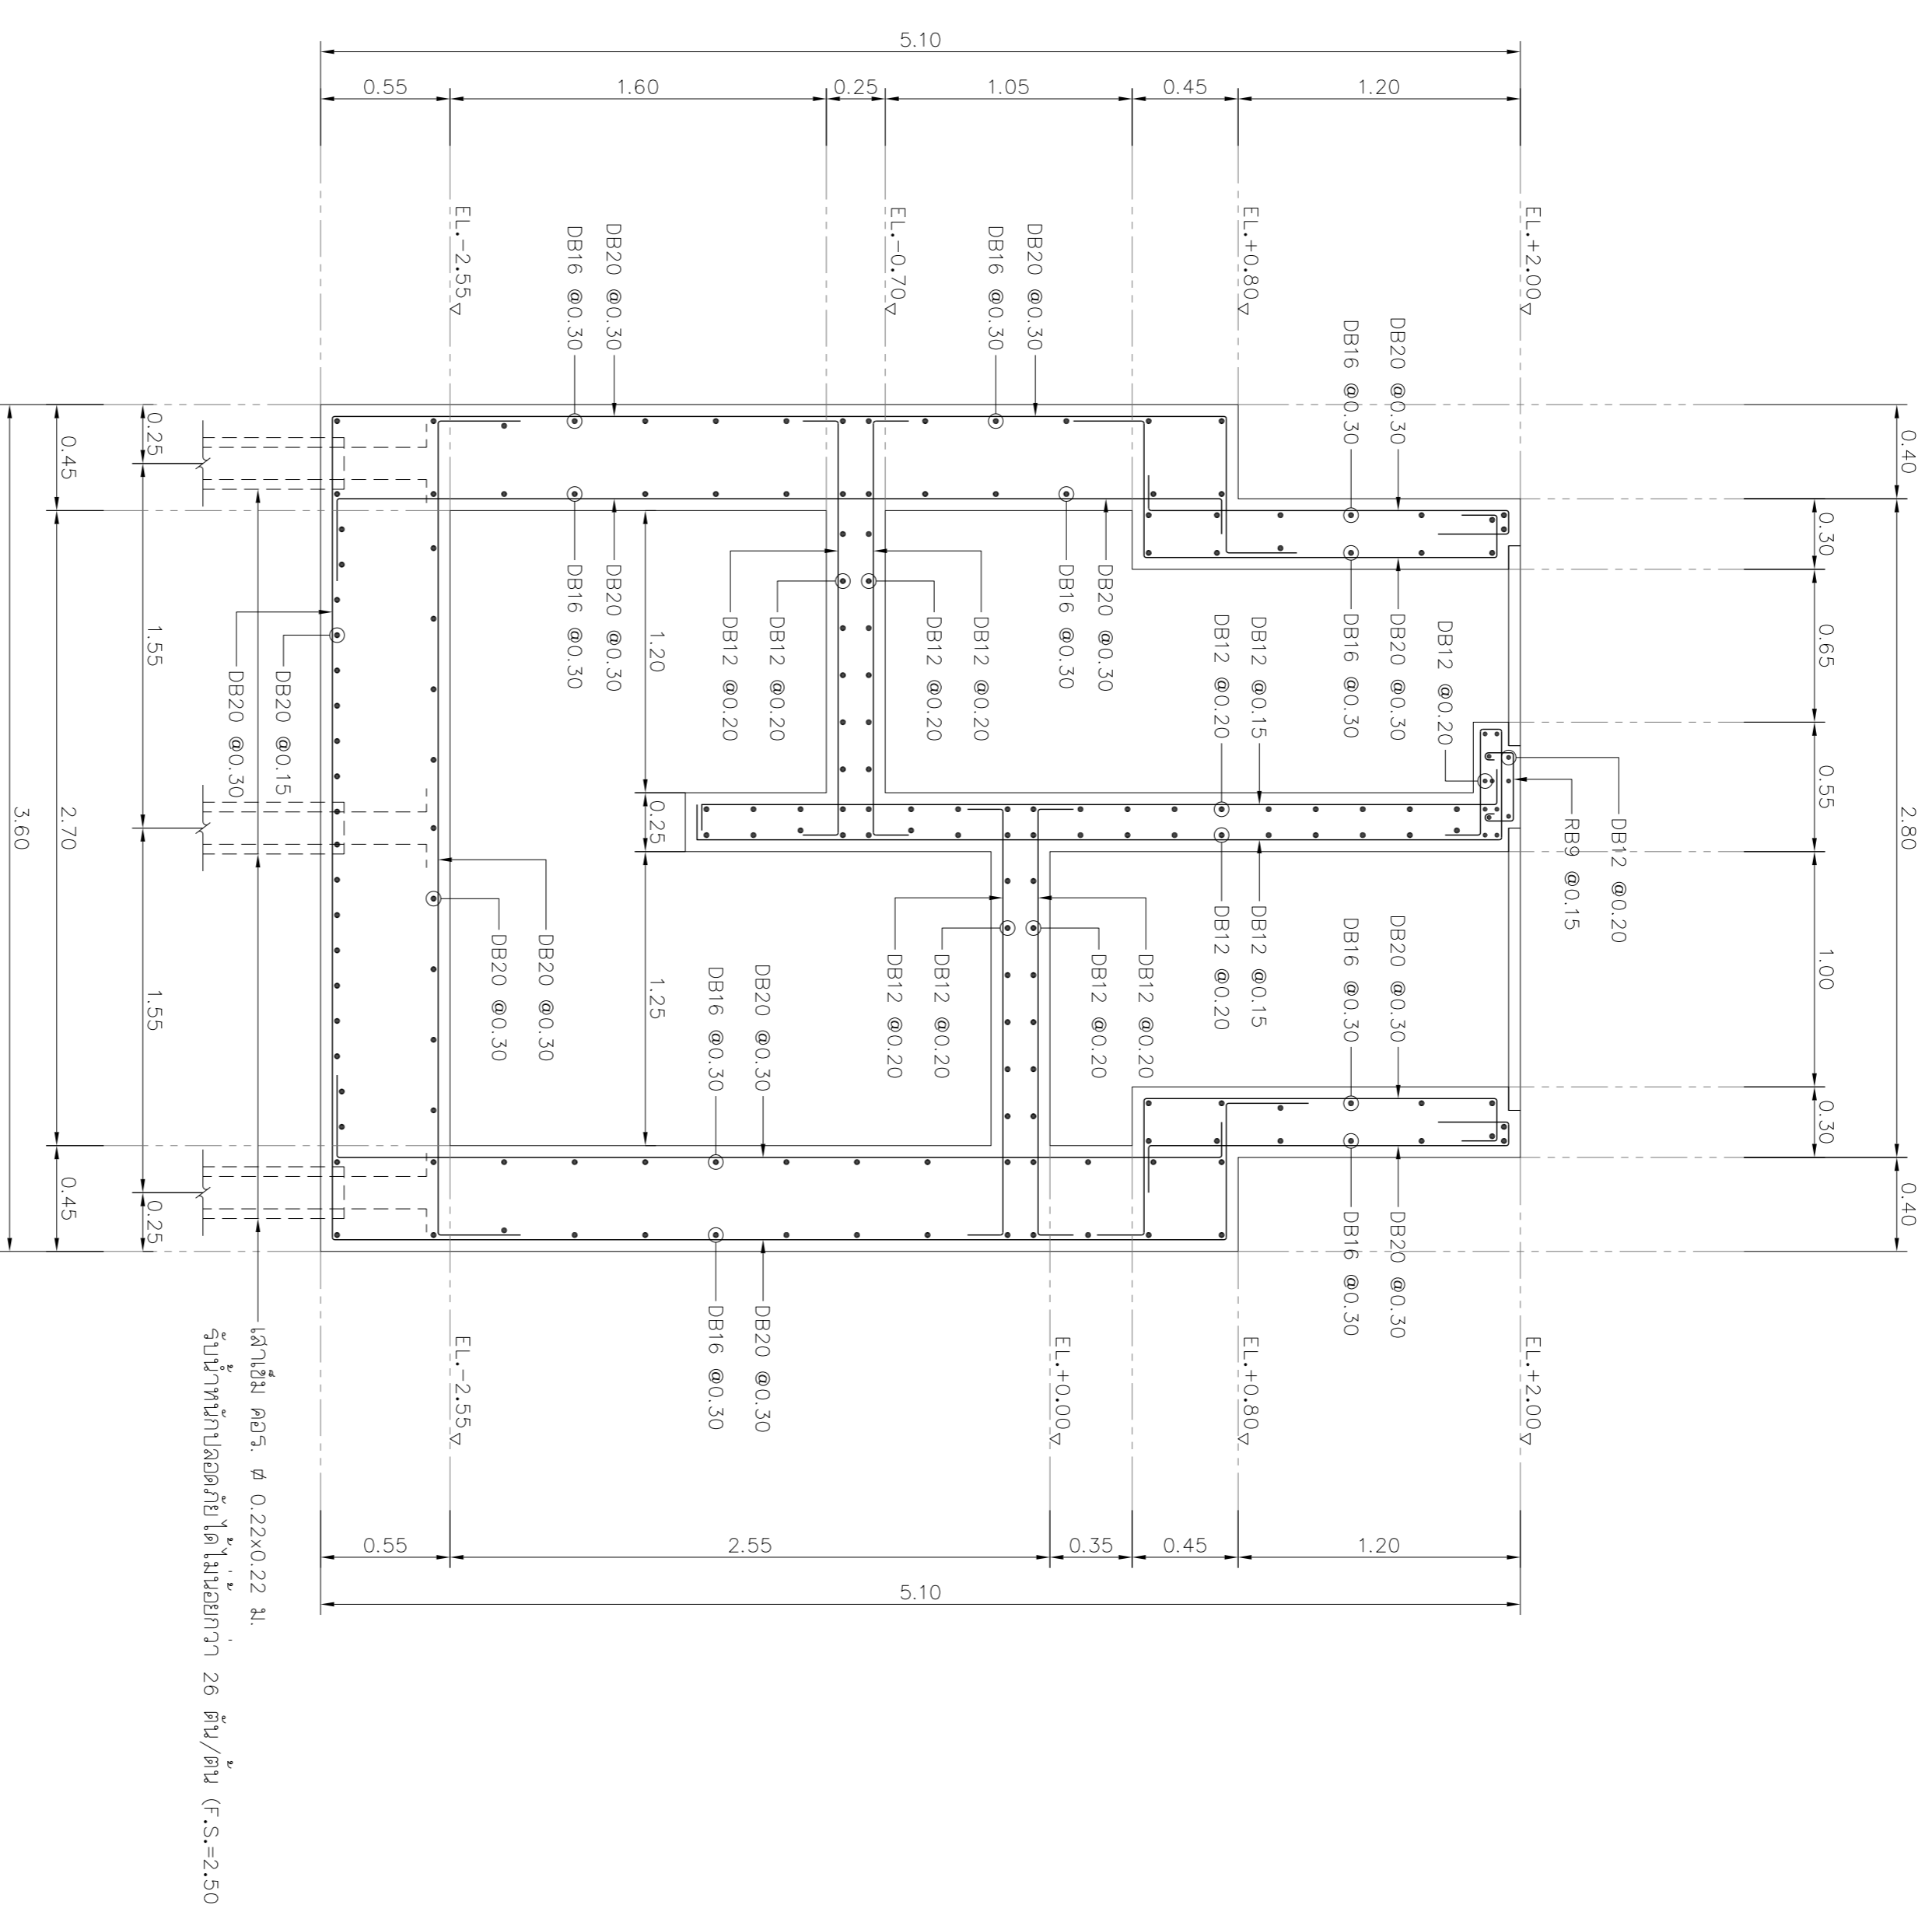 0.40 2.80 0.40
0.30 0.65 0.55 1.00 0.30
DB12 @0.20
RB9 @0.15
EL.+2.00 EL.+2.00
DB12 @0.20
DB20 @0.30 DB20 @0.30 DB20 @0.30 DB20 @0.30
DB16 @0.30 DB16 @0.30 DB16 @0.30 DB16 @0.30
1.20 1.20
DB12 @0.15 DB12 @0.15
EL.+0.80 EL.+0.80
DB12 @0.20 DB12 @0.20
0.45 0.45
DB20 @0.30 DB20 @0.30 DB12 @0.20
DB16 @0.30 DB16 @0.30 DB12 @0.20
0.35
EL.+0.00
1.05
DB12 @0.20 DB12 @0.20
DB12 @0.20 DB12 @0.20
EL.-0.70
5.10 5.10
0.25
DB12 @0.20 DB20 @0.30 DB20 @0.30
DB12 @0.20 DB16 @0.30 DB16 @0.30
2.55
1.20 0.25 1.25
1.60
DB20 @0.30 DB20 @0.30
DB16 @0.30 DB16 @0.30
DB20 @0.30
DB20 @0.30
EL.-2.55 EL.-2.55
0.55 0.55
DB20 @0.15
DB20 @0.30
เสาเข็ม คอร. ø 0.22x0.22 ม.
รับน้ำหนักปลอดภัยได้ไม่น้อยกว่า 26 ตัน/ต้น (F.S.=2.50
0.25 1.55 1.55 0.25
0.45 2.70 0.45
3.60